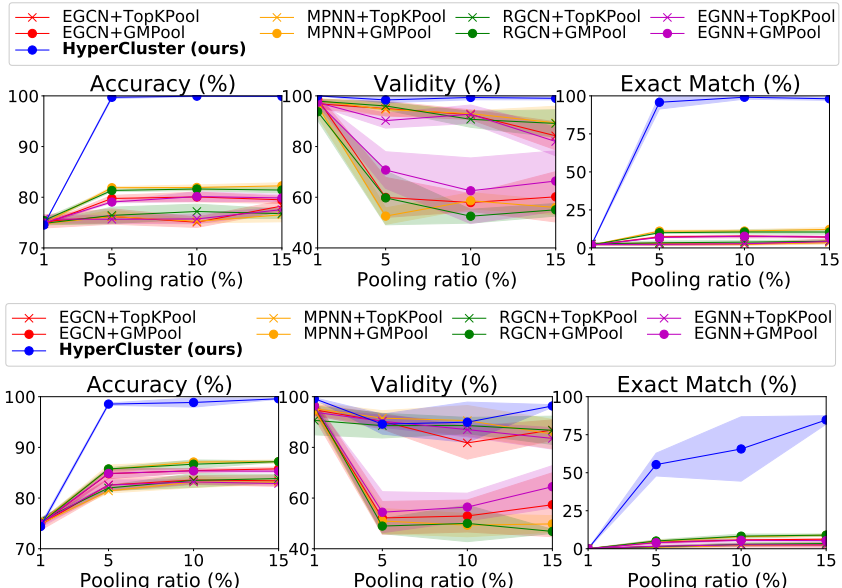 EGCN+TopKPool MPNN+TopKPool RGCN+TopKPool EGNN+TopKPool
EGCN+GMPool MPNN+GMPool RGCN+GMPool EGNN+GMPool
HyperCluster (ours)
Accuracy (%) Validity (%) Exact Match (%)
100 100 100
90 75
80 80 50
60 25
70 40 0
1 5 10 15 1 5 10 15 1 5 10 15
Pooling ratio (%) Pooling ratio (%) Pooling ratio (%)
EGCN+TopKPool MPNN+TopKPool RGCN+TopKPool EGNN+TopKPool
EGCN+GMPool MPNN+GMPool RGCN+GMPool EGNN+GMPool
HyperCluster (ours)
Accuracy (%) Validity (%) Exact Match (%)
100 100 100
90 75
80 80 50
60 25
70 40 0
1 5 10 15 1 5 10 15 1 5 10 15
Pooling ratio (%) Pooling ratio (%) Pooling ratio (%)